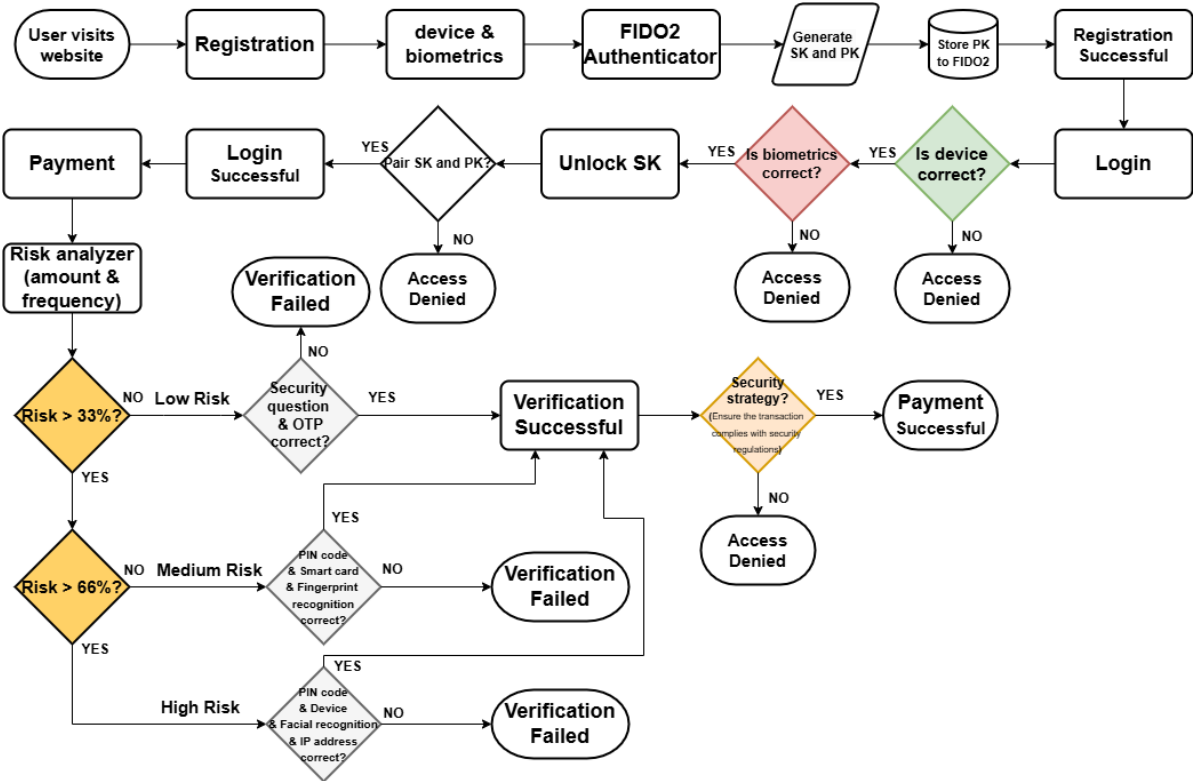 User visits
website
Registration
device &
biometrics
FIDO2
Authenticator
Generate
SK and PK
Store PK
to FIDO2
Registration
Successful
Payment
Login
Successful
YES
Pair SK and PK?
Unlock SK
YES
Is biometrics
correct?
YES
Is device
correct?
Login
NO
Access
Denied
NO
Access
Denied
NO
Access
Denied
Risk analyzer
(amount &
frequency)
Verification
Failed
NO
Risk > 33%?
NO
Low Risk
Security
question
& OTP
correct?
YES
Verification
Successful
Security
strategy?
(Ensure the transaction
complies with security
regulations)
YES
Payment
Successful
YES
NO
Access
Denied
Risk > 66%?
NO
Medium Risk
YES
PIN code
& Smart card
& Fingerprint
recognition
correct?
NO
Verification
Failed
YES
High Risk
YES
PIN code
& Device
& Facial recognition
& IP address
correct?
NO
Verification
Failed